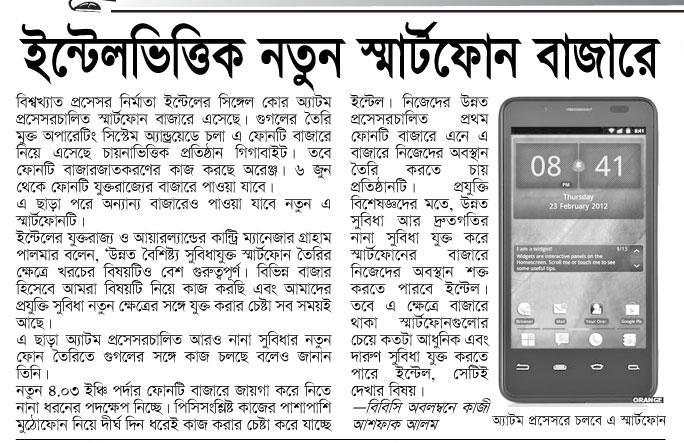 ইন্টেলভিত্তিক নতুন স্মার্টফোন বাজারে
বিশ্বখ্যাত প্রসেসর নির্মাতা ইন্টেলের সিঙ্গেল কোর অ্যাটম
প্রসেসরচালিত স্মার্টফোন বাজারে এসেছে। গুগলের তৈরি
মুক্ত অপারেটিং সিস্টেম অ্যান্ড্রয়েডে চলা এ ফোনটি বাজারে
নিয়ে এসেছে চায়নাভিত্তিক প্রতিষ্ঠান গিগাবাইট। তবে
ফোনটি বাজারজাতকরণের কাজ করছে অরেঞ্জ। ৬ জুন
থেকে ফোনটি যুক্তরাজ্যের বাজারে পাওয়া যাবে।
এ ছাড়া পরে অন্যান্য বাজারেও পাওয়া যাবে নতুন এ
স্মার্টফোনটি।
ইন্টেলের যুক্তরাজ্য ও আয়ারল্যান্ডের কান্ট্রি ম্যানেজার গ্রাহাম
পালমার বলেন, 'উন্নত বৈশিষ্ট্য সুবিধাযুক্ত স্মার্টফোন তৈরির
ক্ষেত্রে খরচের বিষয়টিও বেশ গুরুত্বপূর্ণ। বিভিন্ন বাজার
হিসেবে আমরা বিষয়টি নিয়ে কাজ করছি এবং আমাদের
প্রযুক্তি সুবিধা নতুন ক্ষেত্রের সঙ্গে যুক্ত করার চেষ্টা সব সময়ই
আছে।
এ ছাড়া অ্যাটম প্রসেসরচালিত আরও নানা সুবিধার নতুন
ফোন তৈরিতে গুগলের সঙ্গে কাজ চলছে বলেও জানান
তিনি।
নতুন ৪.০৩ ইঞ্চি পর্দার ফোনটি বাজারে জায়গা করে নিতে
নানা ধরনের পদক্ষেপ নিচ্ছে। পিসিসংশ্লিষ্ট কাজের পাশাপাশি
মুঠোফোন নিয়ে দীর্ঘ দিন ধরেই কাজ করার চেষ্টা করে যাচ্ছে
ইন্টেল। নিজেদের উন্নত
প্রসেসরচালিত প্রথম
ফোনটি বাজারে এনে এ
বাজারে নিজেদের অবস্থান
তৈরি করতে চায়
প্রতিষ্ঠানটি। প্রযুক্তি
বিশেষজ্ঞদের মতে, উন্নত
সুবিধা আর দ্রুতগতির
নানা সুবিধা যুক্ত করে
স্মার্টফোনের বাজারে
নিজেদের অবস্থান শক্ত
করতে পারবে ইন্টেল।
তবে এ ক্ষেত্রে বাজারে
থাকা স্মার্টফোনগুলোর
চেয়ে কতটা আধুনিক এবং
দারুণ সুবিধা যুক্ত করতে
পারে ইন্টেল, সেটিই
দেখার বিষয়।
—বিবিসি অবলম্বনে কাজী
আশফাক আলম
8:41
08 41
PM
Thursday
23 February 2012
I am a widget! 1/13
Widgets are interactive panels on the
Homescreen. Scroll me or touch me to see
some useful tips.
Browser Mail Your Orange Google Play
ORANGE
অ্যাটম প্রসেসরে চলবে এ স্মার্টফোন